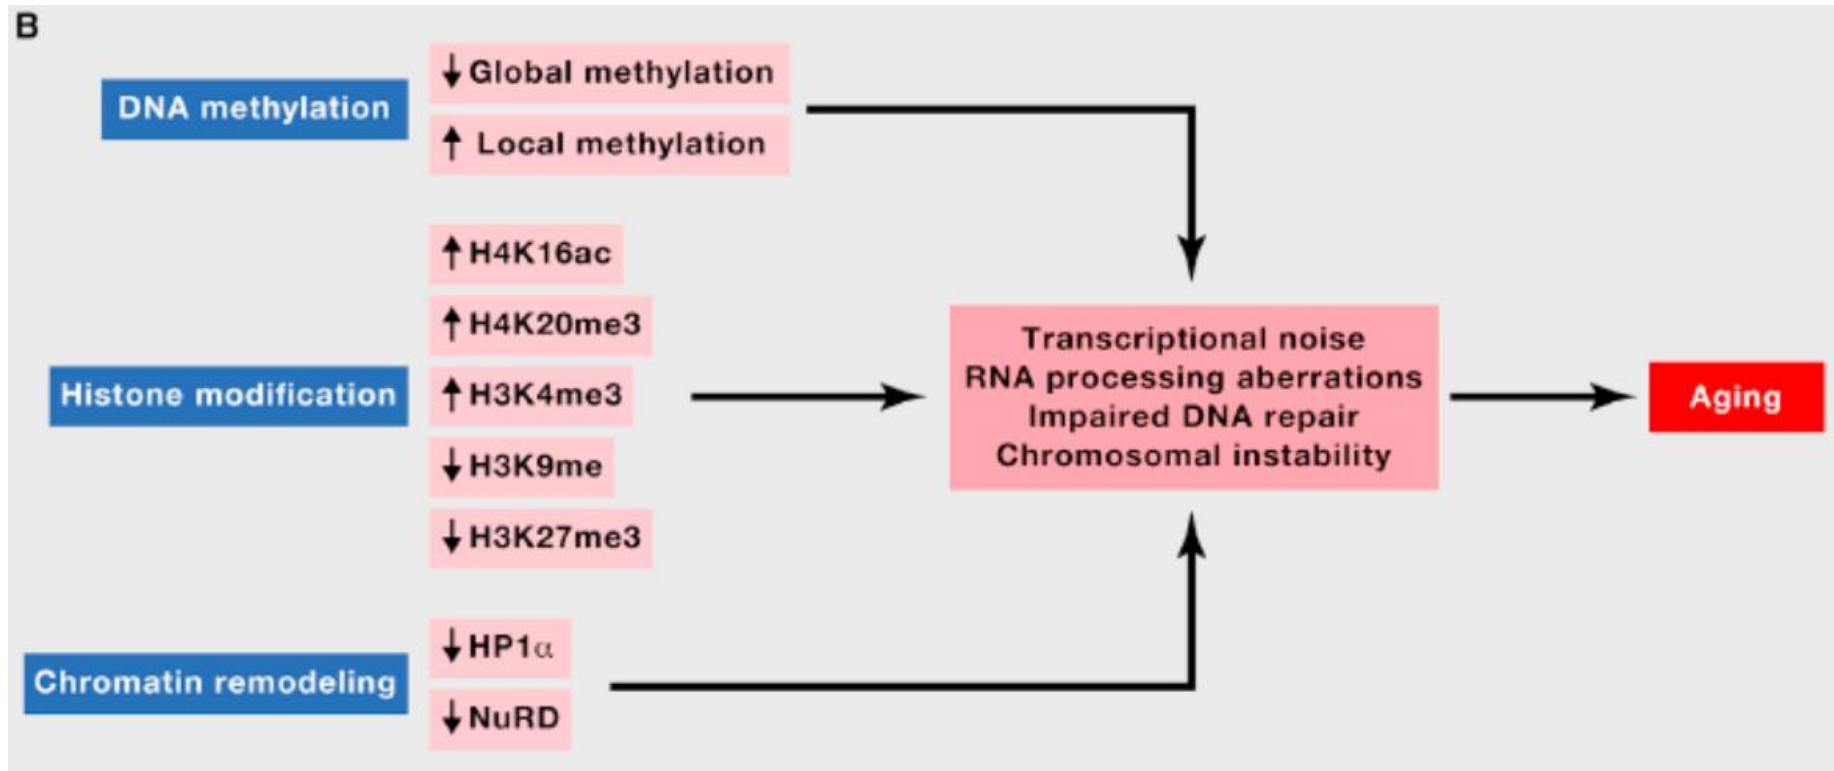 B
DNA methylation
↓ Global methylation
↑ Local methylation
Histone modification
↑ H4K16ac
↑ H4K20me3
↑ H3K4me3
↓ H3K9me
↓ H3K27me3
Chromatin remodeling
↓ HP1α
↓ NuRD
Transcriptional noise
RNA processing aberrations
Impaired DNA repair
Chromosomal instability
Aging